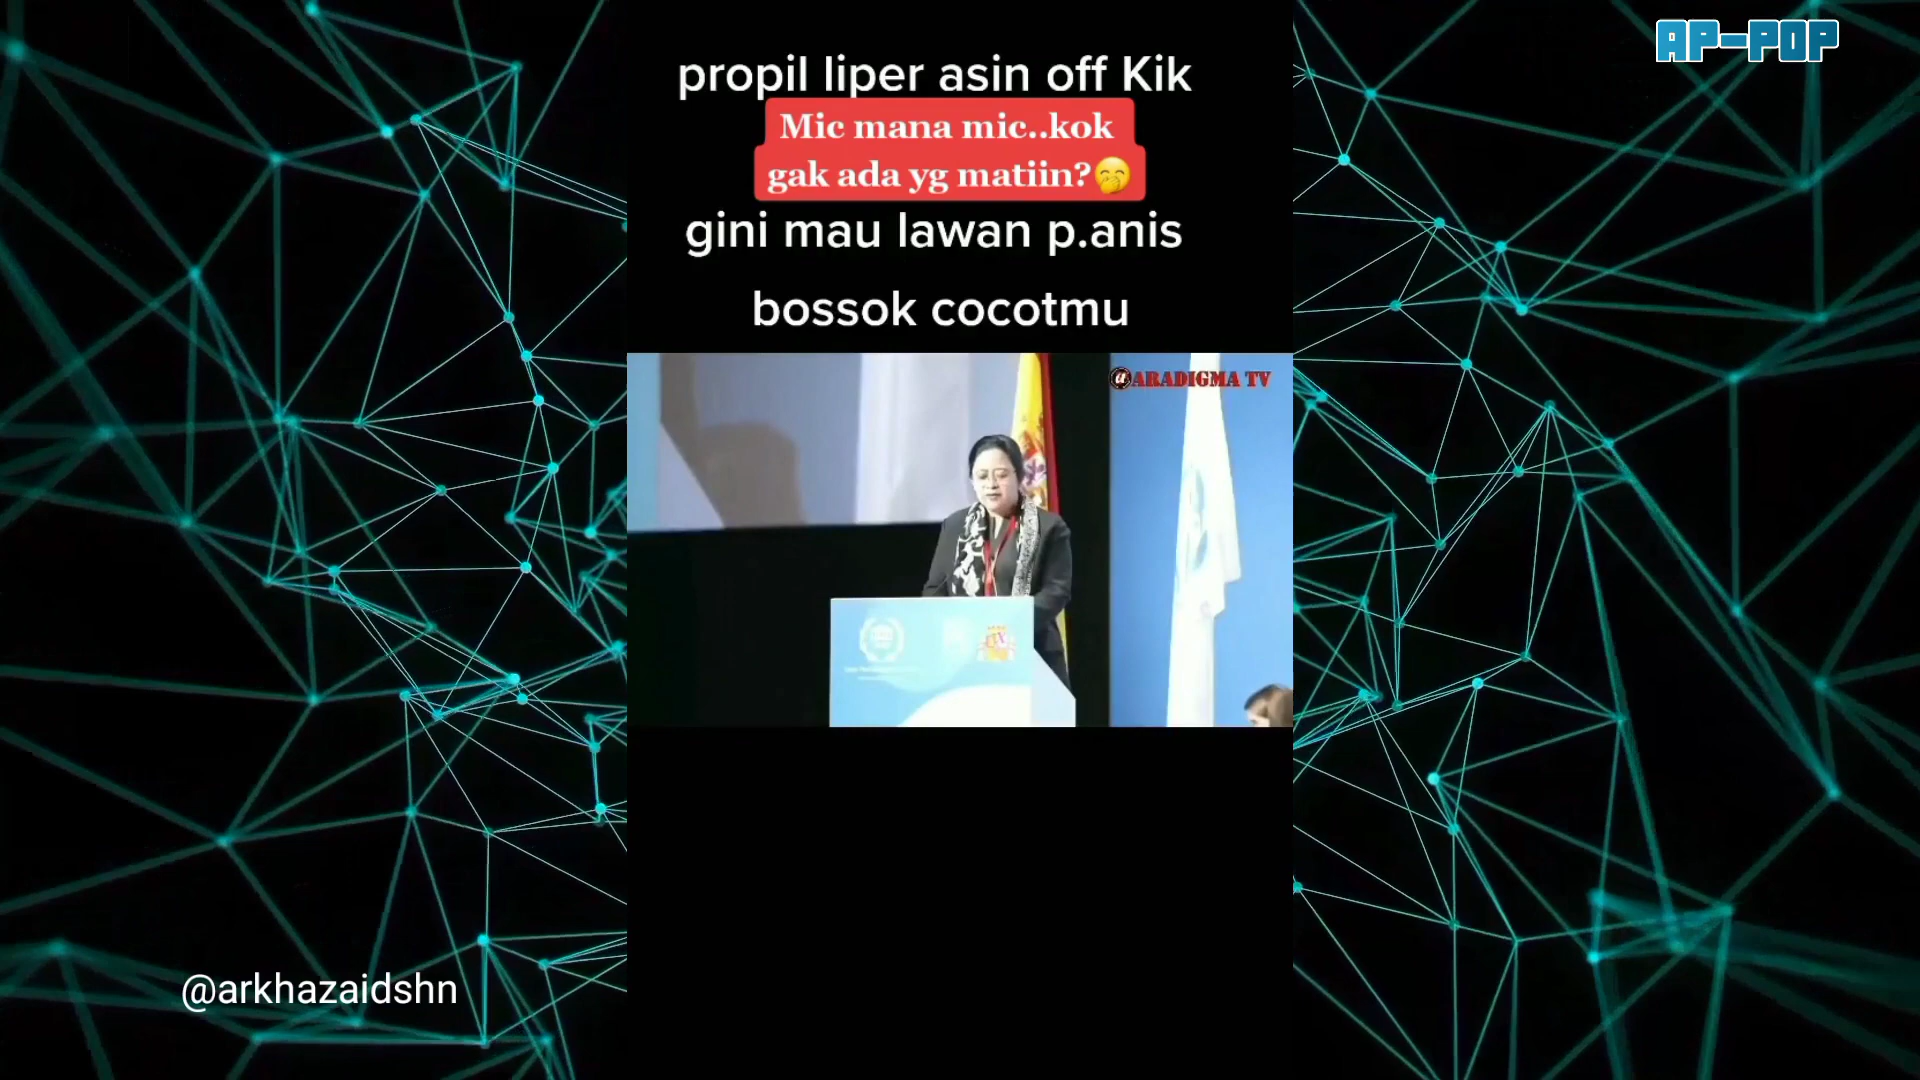 AP-POP
propil liper asin off Kik
Mic mana mic..kok
gak ada yg matiin?🤭
gini mau lawan p.anis
bossok cocotmu
@ARADIGMA TV
@arkhazaidshn